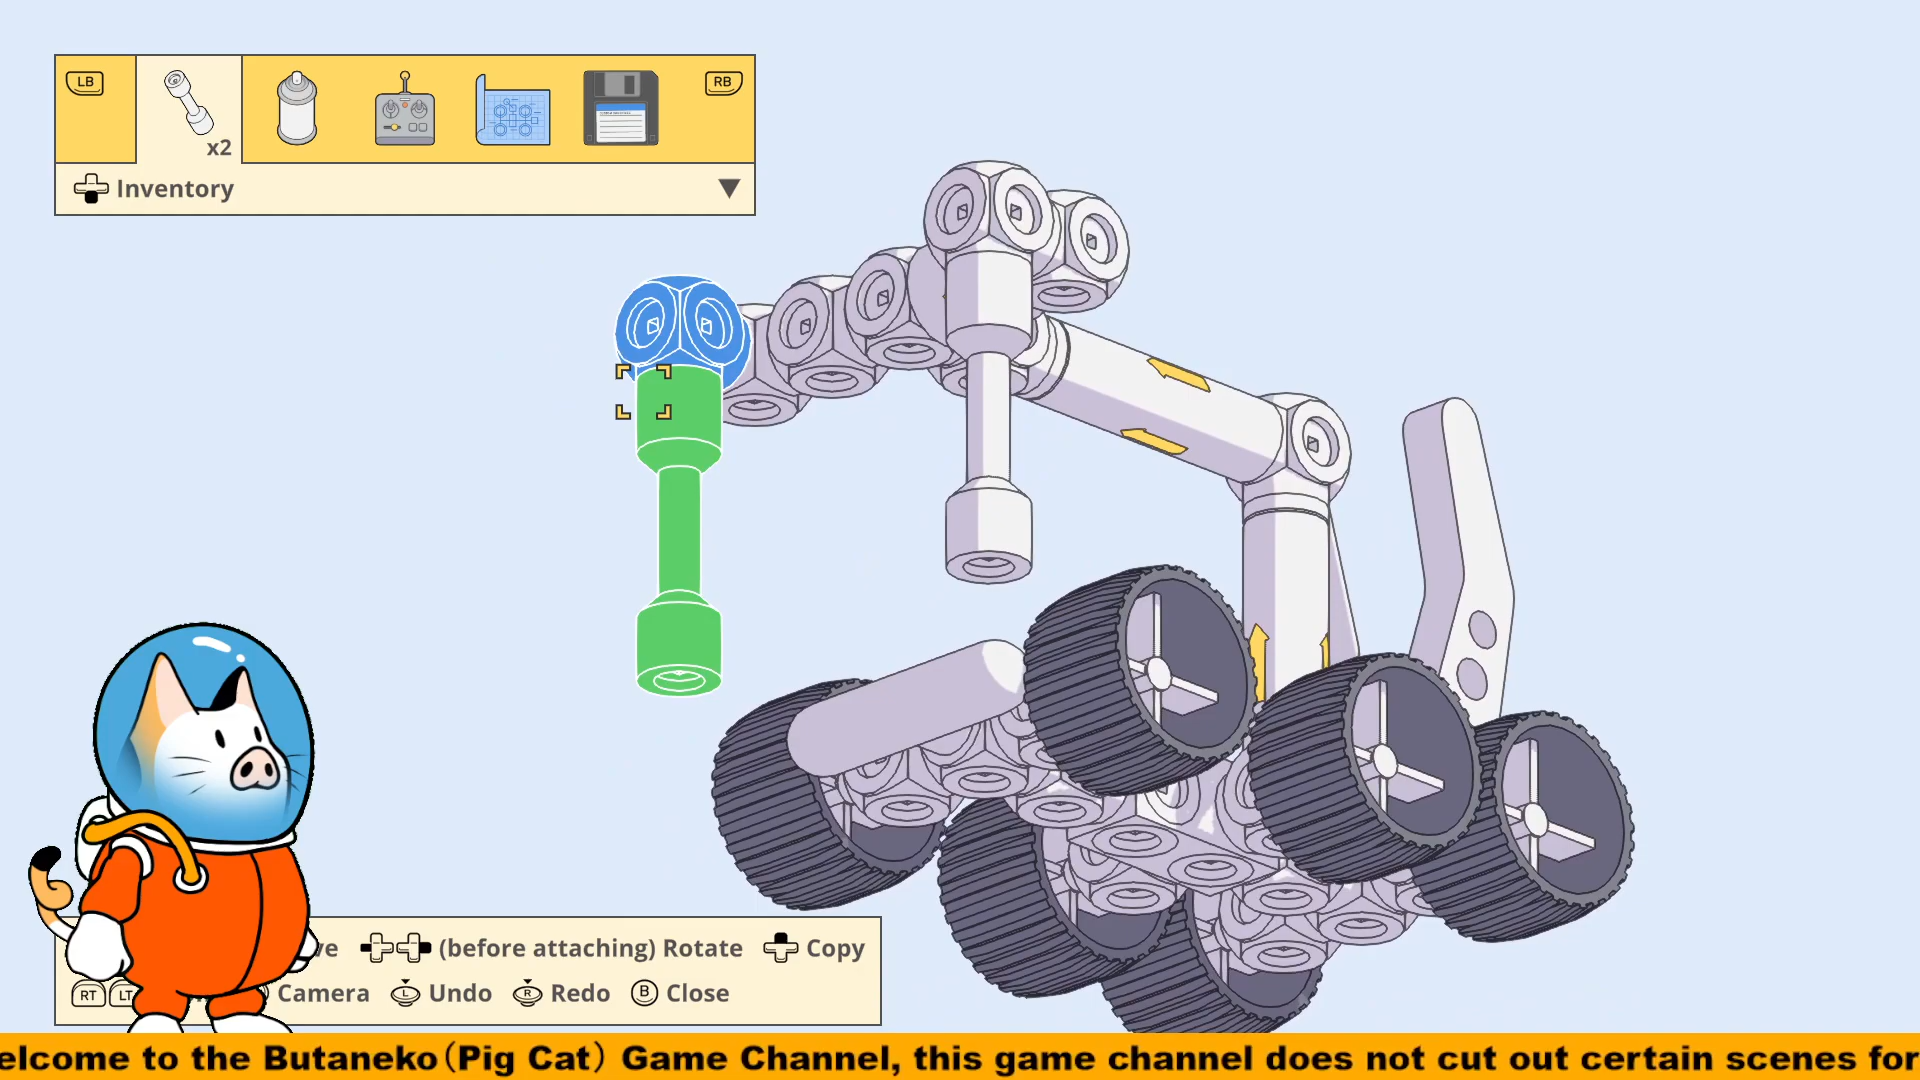 LB
x2
RB
Inventory
ve (before attaching) Rotate Copy
RT LT Camera L Undo R Redo B Close
elcome to the Butaneko（Pig Cat）Game Channel, this game channel does not cut out certain scenes for